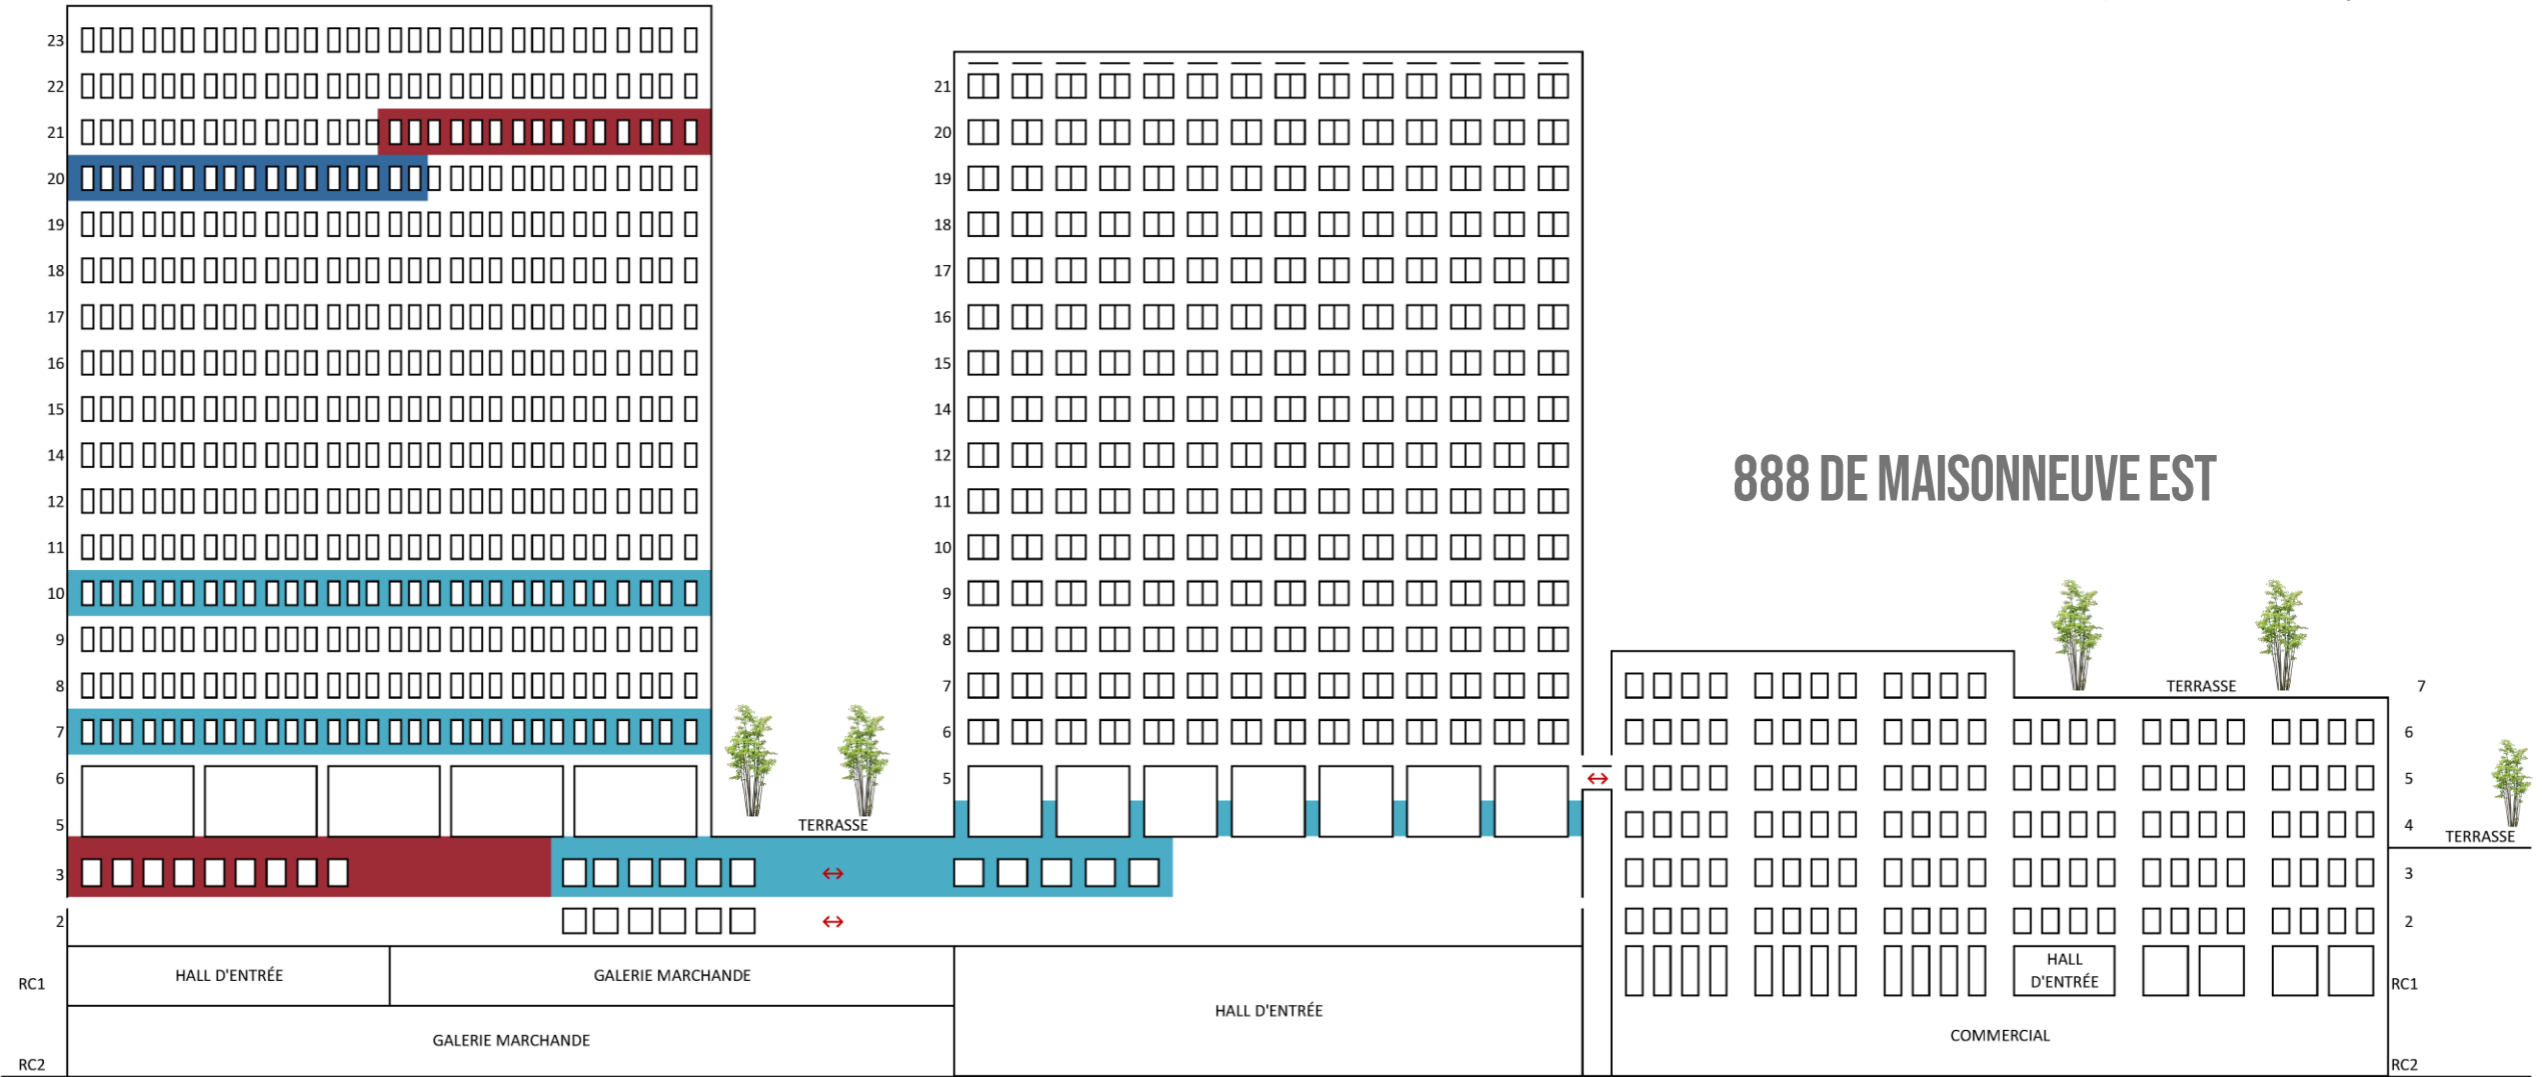 23
22
21
20
19
18
17
16
15
14
12
11
10
9
8
7
6
5
3
2
RC1
RC2
HALL D'ENTRÉE
GALERIE MARCHANDE
GALERIE MARCHANDE
TERRASSE
21
20
19
18
17
16
15
14
12
11
10
9
8
7
6
5
HALL D'ENTRÉE
888 DE MAISONNEUVE EST
TERRASSE
7
6
5
4
TERRASSE
3
2
HALL
D'ENTRÉE
RC1
COMMERCIAL
RC2